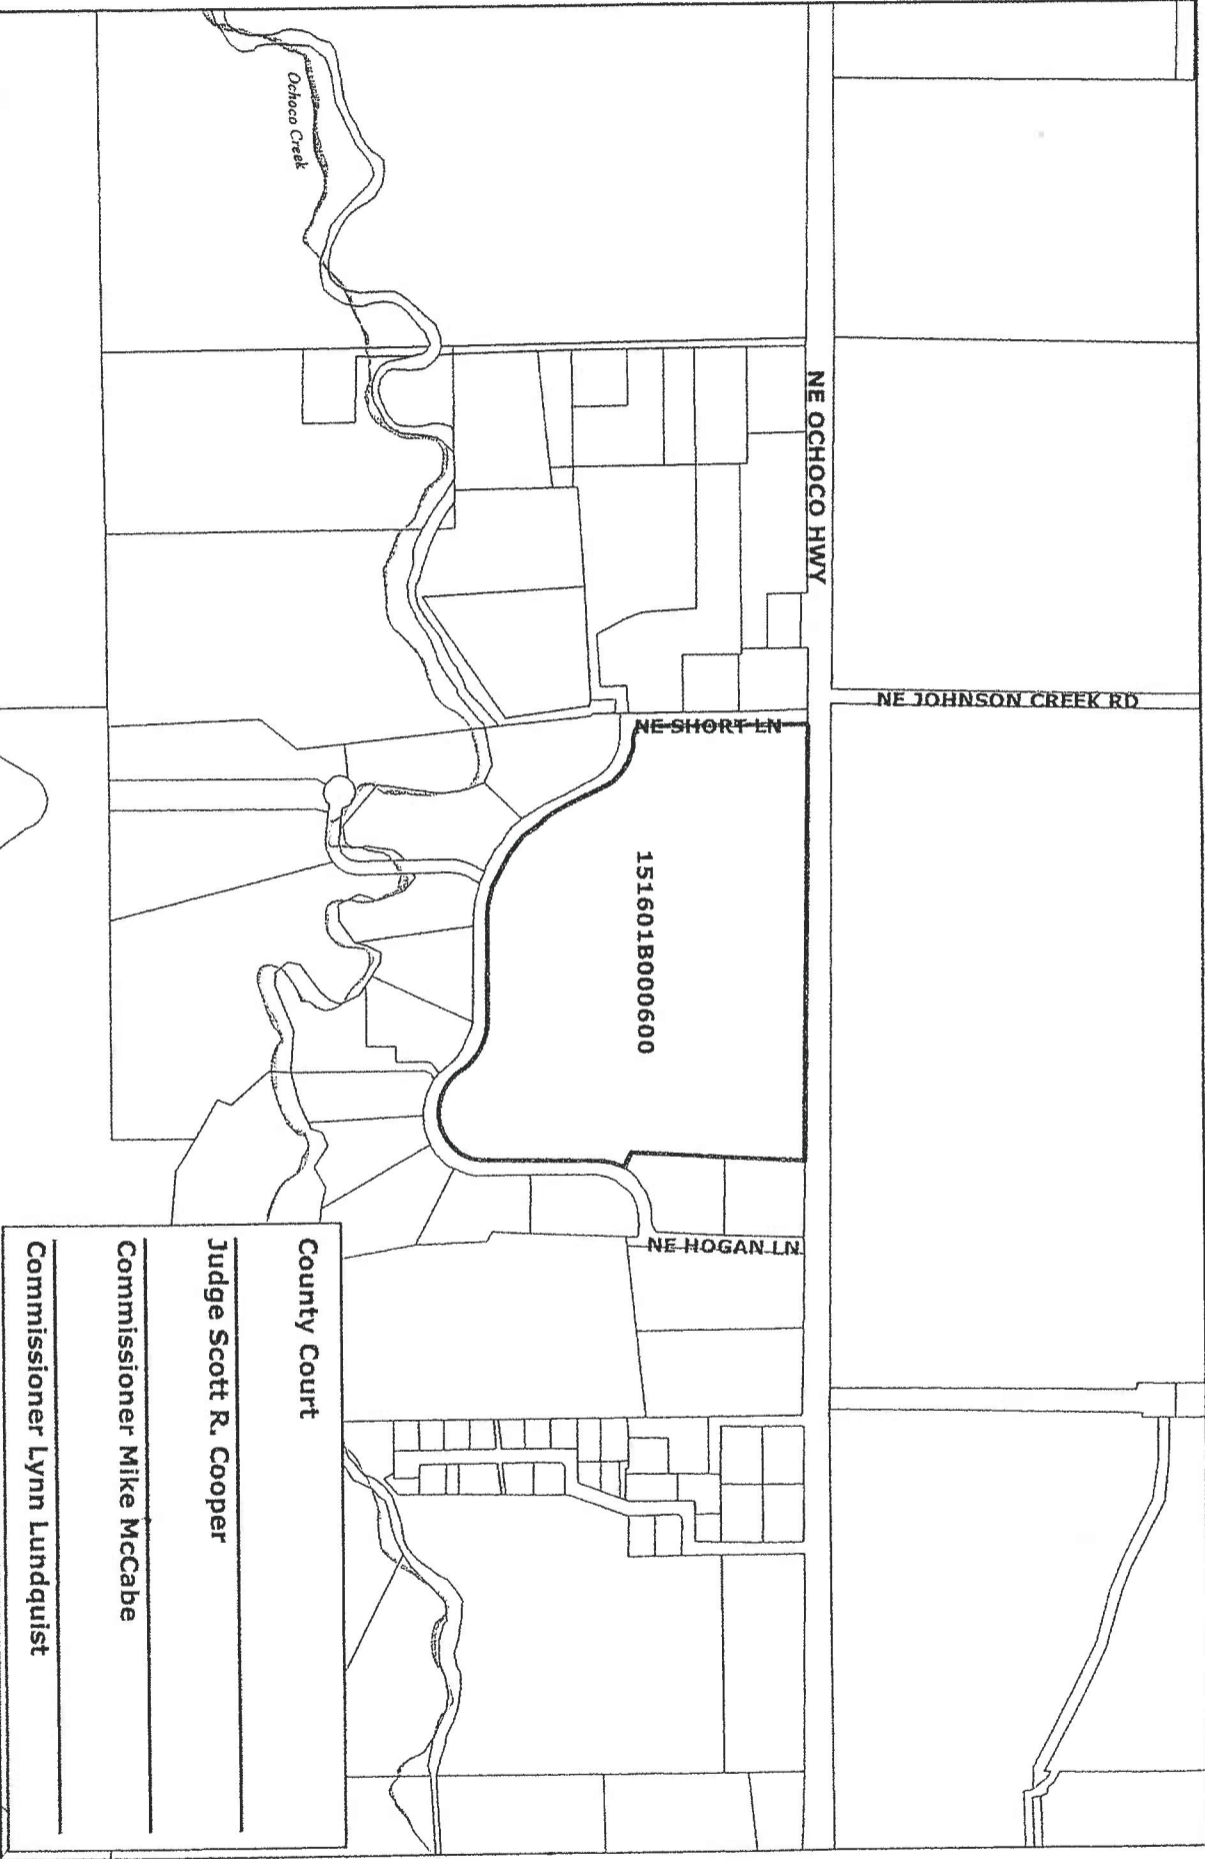 NE JOHNSON CREEK RD
NE OCHOCO HWY
NE SHORT LN
NE HOGAN LN
151601B000600
Ochoco Creek
County Court
Judge Scott R. Cooper
Commissioner Mike McCabe
Commissioner Lynn Lundquist